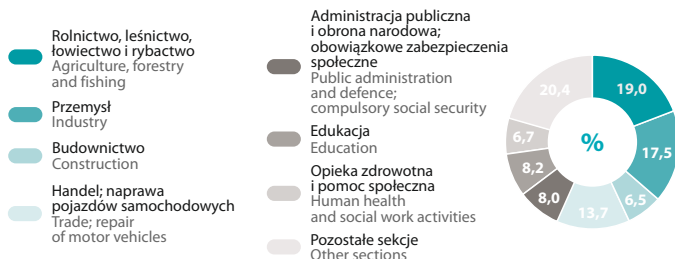 Rolnictwo, leśnictwo,
łowiectwo i rybactwo
Agriculture, forestry
and fishing
Przemysł
Industry
Budownictwo
Construction
Handel; naprawa
pojazdów samochodowych
Trade; repair
of motor vehicles
Administracja publiczna
i obrona narodowa;
obowiązkowe zabezpieczenia
społeczne
Public administration
and defence;
compulsory social security
Edukacja
Education
Opieka zdrowotna
i pomoc społeczna
Human health
and social work activities
Pozostałe sekcje
Other sections
%
19,0
17,5
6,5
13,7
8,0
8,2
6,7
20,4